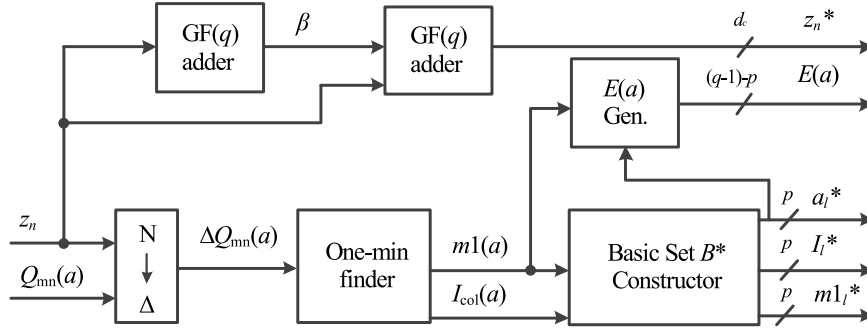 GF(q) adder
β
GF(q) adder
d_c
z_n*
E(a) Gen.
(q-1)-p
E(a)
z_n
Q_mn(a)
N
Δ
ΔQ_mn(a)
One-min finder
m1(a)
I_col(a)
Basic Set B* Constructor
p
a_l*
p
I_l*
p
m1_l*